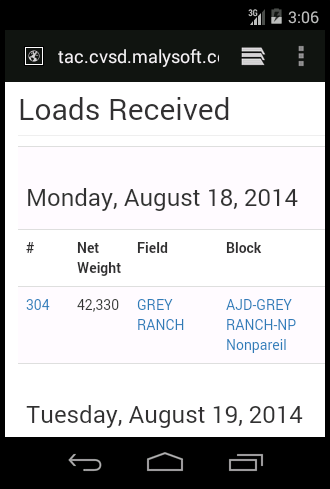 3G 3:06
tac.cvsd.malysoft.c
Loads Received
Monday, August 18, 2014
# Net Weight Field Block
304 42,330 GREY RANCH AJD-GREY RANCH-NP Nonpareil
Tuesday, August 19, 2014